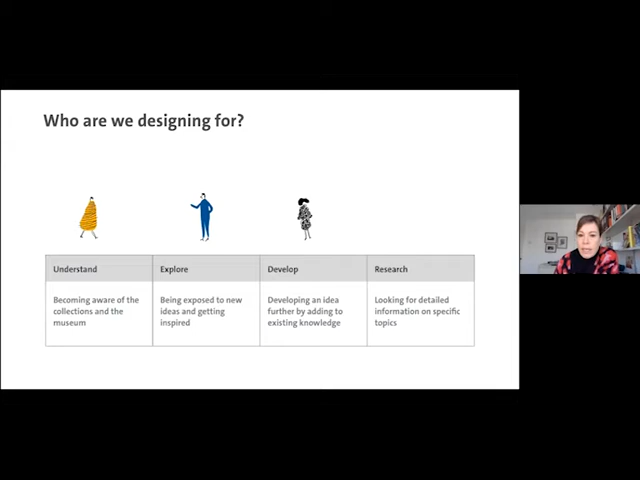 Who are we designing for?
Understand
Explore
Develop
Research
Becoming aware of the
collections and the
museum
Being exposed to new
ideas and getting
inspired
Developing an idea
further by adding to
existing knowledge
Looking for detailed
information on specific
topics